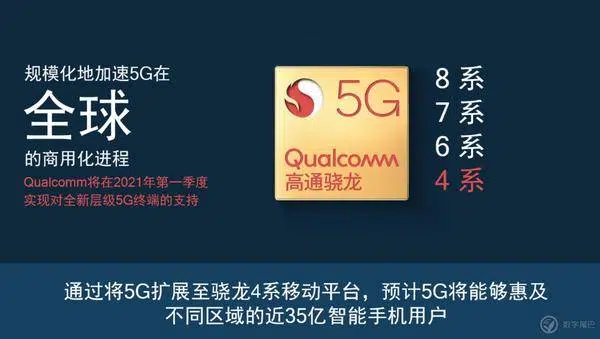 规模化地加速5G在
全球
的商用化进程
Qualcomm将在2021年第一季度
实现对全新层级5G终端的支持
5G
Qualcomm
高通骁龙
8 系
7 系
6 系
4 系
通过将5G扩展至骁龙4系移动平台，预计5G将能够惠及
不同区域的近35亿智能手机用户
数字尾巴